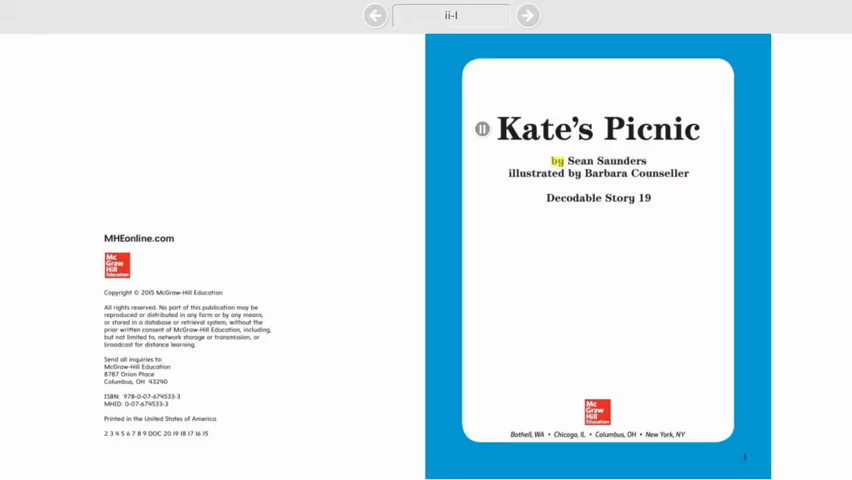 ii-1
MHEonline.com
Mc
Graw
Hill
Education
Copyright © 2015 McGraw-Hill Education
All rights reserved. No part of this publication may be
reproduced or distributed in any form or by any means,
or stored in a database or retrieval system, without the
prior written consent of McGraw-Hill Education, including,
but not limited to, network storage or transmission, or
broadcast for distance learning.
Send all inquiries to:
McGraw-Hill Education
8787 Orion Place
Columbus, OH 43240
ISBN: 978-0-07-674533-3
MHID: 0-07-674533-3
Printed in the United States of America.
2 3 4 5 6 7 8 9 DOC 20 19 18 17 16 15
Kate's Picnic
by Sean Saunders
illustrated by Barbara Counseller
Decodable Story 19
Mc
Graw
Hill
Education
Bothell, WA • Chicago, IL • Columbus, OH • New York, NY
1